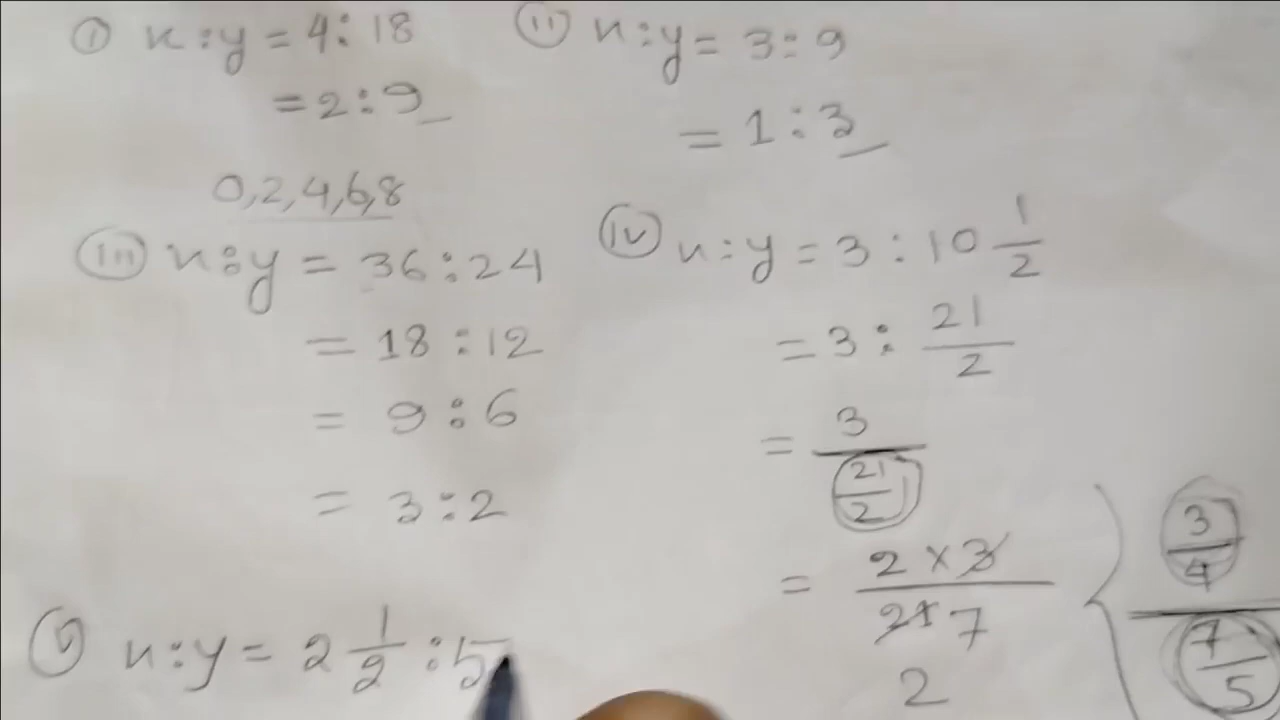 (i) x:y = 4:18
= 2:9
(ii) x:y = 3:9
= 1:3
0,2,4,6,8
(iii) x:y = 36:24
= 18:12
= 9:6
= 3:2
(iv) x:y = 3:10 1/2
= 3: 21/2
= 3/(21/2)
= 2×3/21 7
2
(3/4)/(7/5)
(v) x:y = 2 1/2 :5